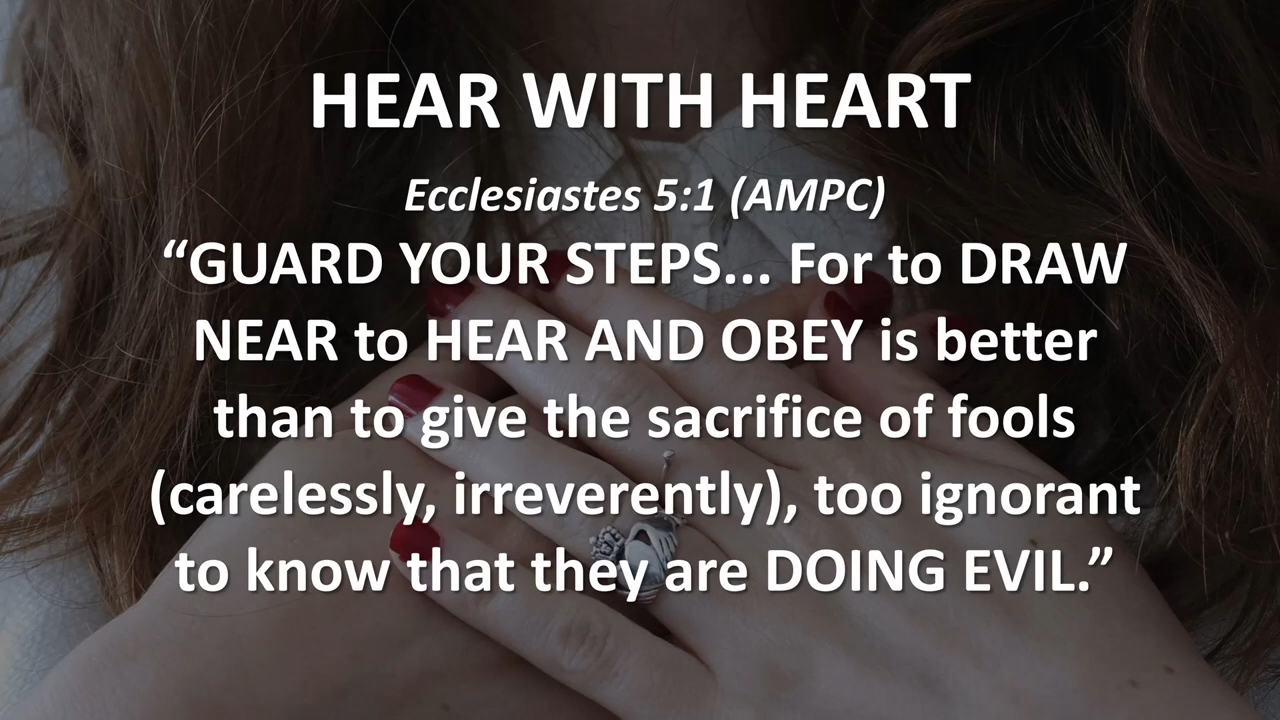 HEAR WITH HEART
Ecclesiastes 5:1 (AMPC)
“GUARD YOUR STEPS... For to DRAW
NEAR to HEAR AND OBEY is better
than to give the sacrifice of fools
(carelessly, irreverently), too ignorant
to know that they are DOING EVIL.”